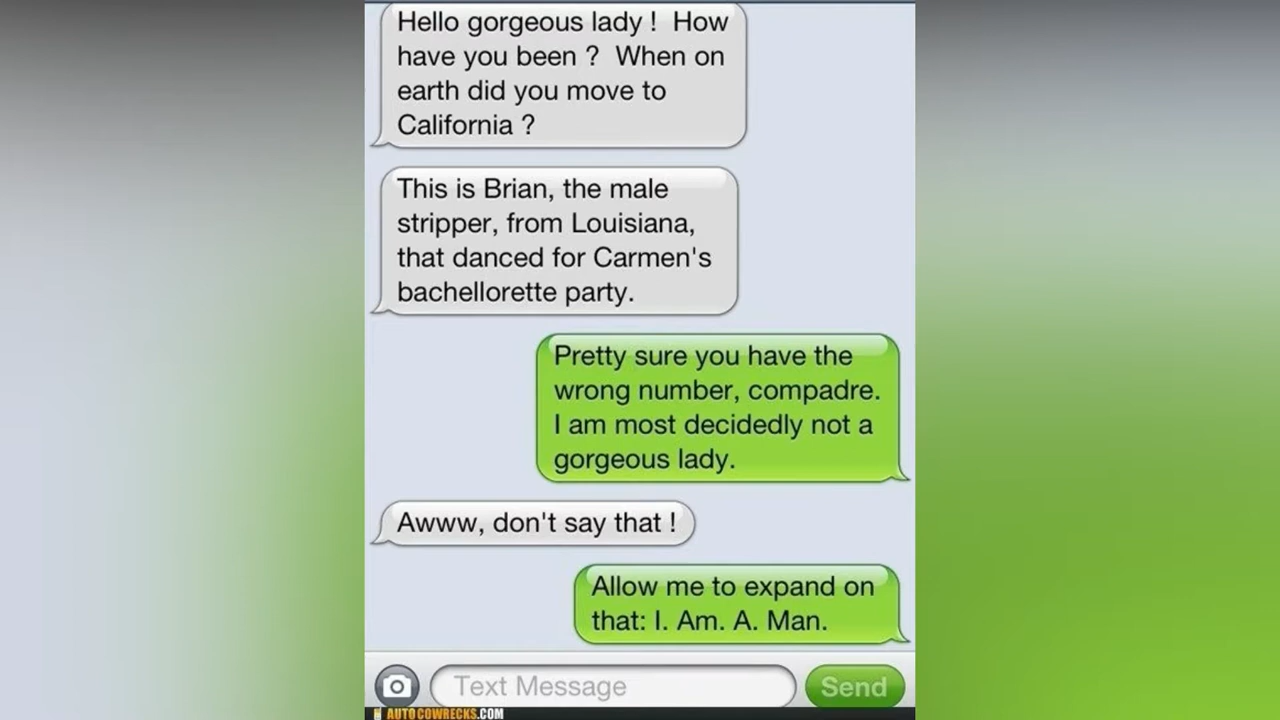 Hello gorgeous lady ! How
have you been ? When on
earth did you move to
California ?
This is Brian, the male
stripper, from Louisiana,
that danced for Carmen's
bachellorette party.
Pretty sure you have the
wrong number, compadre.
I am most decidedly not a
gorgeous lady.
Awww, don't say that !
Allow me to expand on
that: I. Am. A. Man.
Text Message
Send
AUTOCOWRECKS.COM